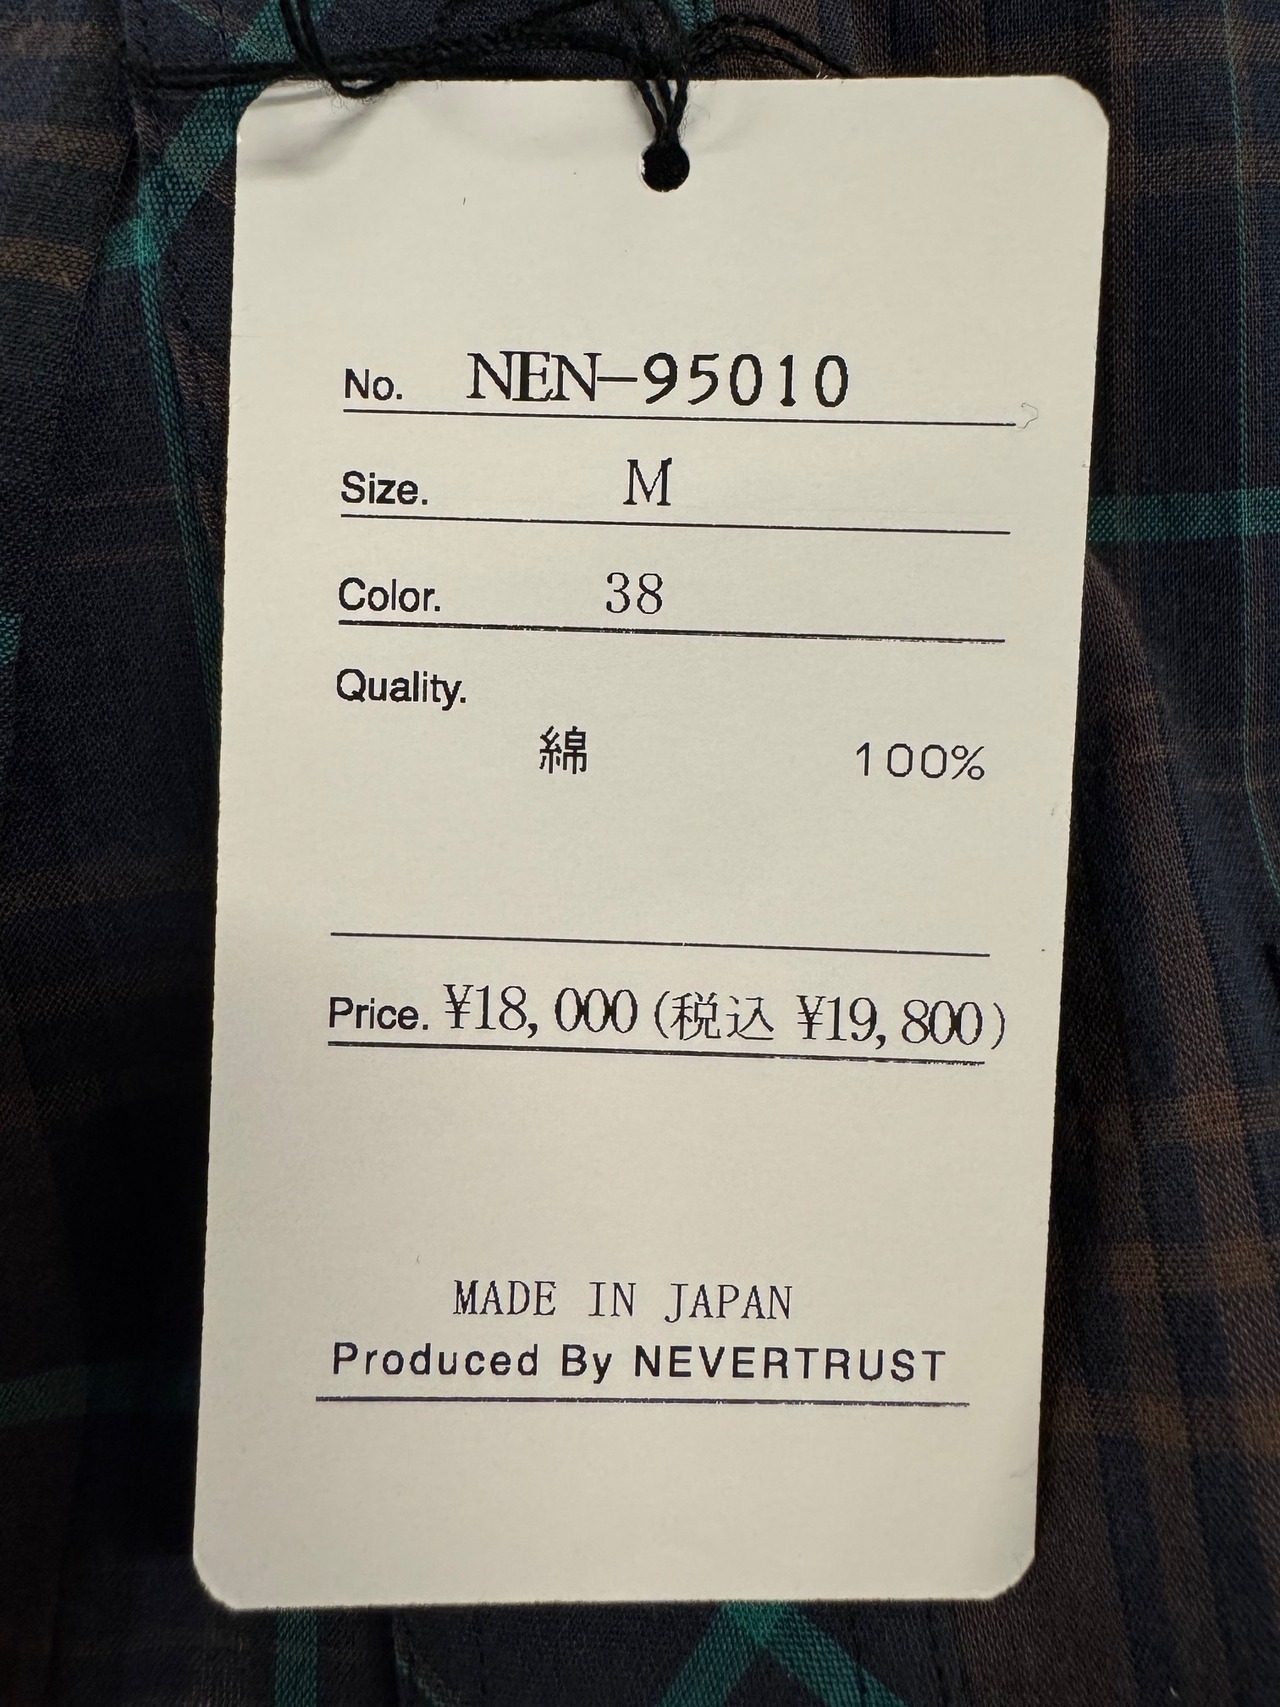 No. NEN-95010
Size. M
Color. 38
Quality.
綿 100%
Price. ¥18,000(税込 ¥19,800)
MADE IN JAPAN
Produced By NEVERTRUST